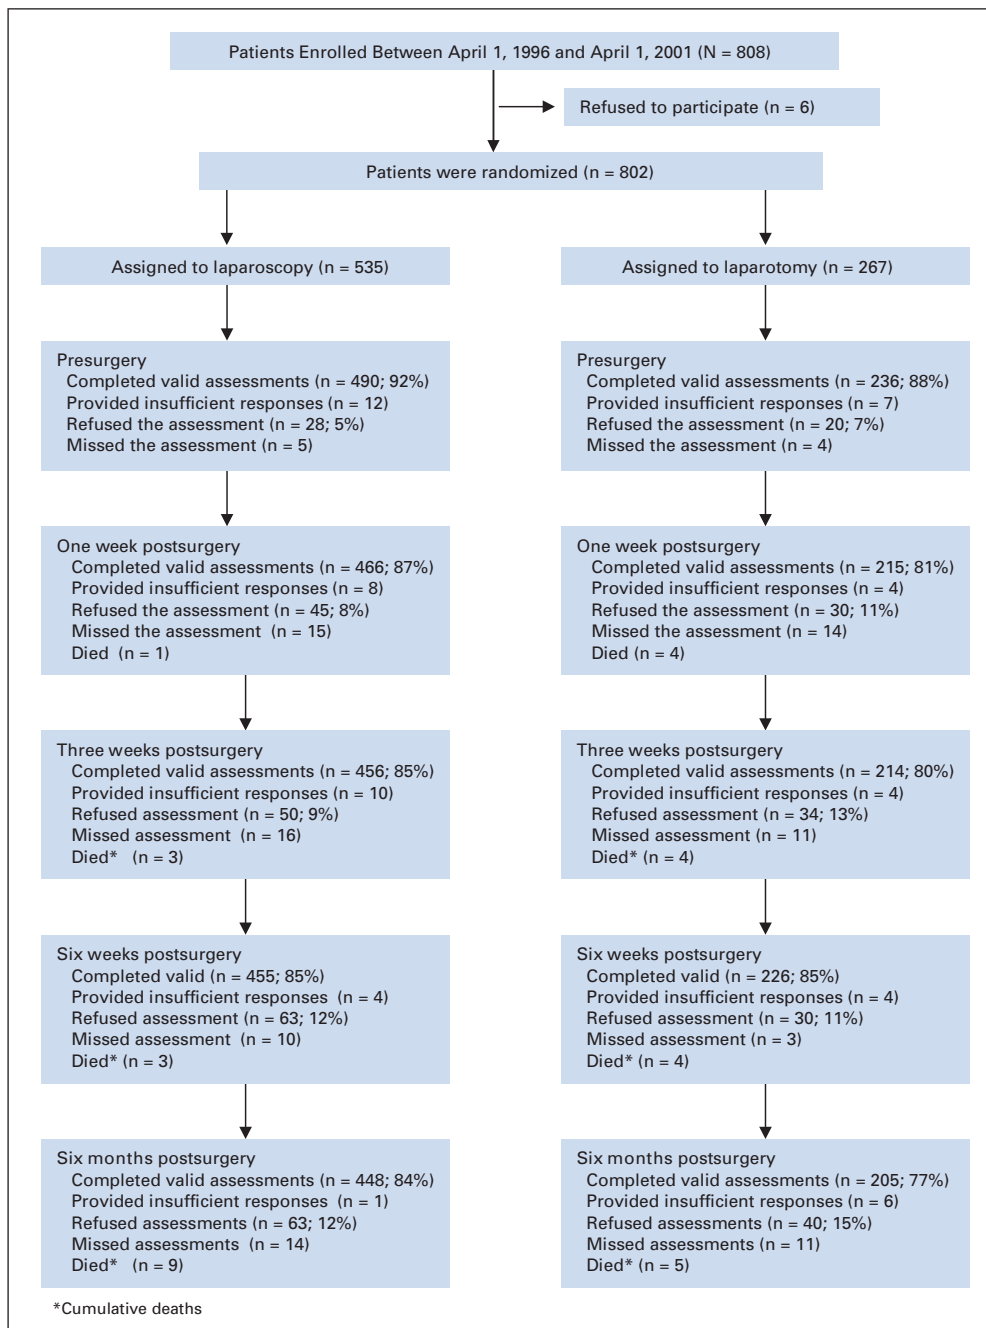 Patients Enrolled Between April 1, 1996 and April 1, 2001 (N = 808)
Refused to participate (n = 6)
Patients were randomized (n = 802)
Assigned to laparoscopy (n = 535)
Assigned to laparotomy (n = 267)
Presurgery
Completed valid assessments (n = 490; 92%)
Provided insufficient responses (n = 12)
Refused the assessment (n = 28; 5%)
Missed the assessment (n = 5)
Presurgery
Completed valid assessments (n = 236; 88%)
Provided insufficient responses (n = 7)
Refused the assessment (n = 20; 7%)
Missed the assessment (n = 4)
One week postsurgery
Completed valid assessments (n = 466; 87%)
Provided insufficient responses (n = 8)
Refused the assessment (n = 45; 8%)
Missed the assessment (n = 15)
Died (n = 1)
One week postsurgery
Completed valid assessments (n = 215; 81%)
Provided insufficient responses (n = 4)
Refused the assessment (n = 30; 11%)
Missed the assessment (n = 14)
Died (n = 4)
Three weeks postsurgery
Completed valid assessments (n = 456; 85%)
Provided insufficient responses (n = 10)
Refused assessment (n = 50; 9%)
Missed assessment (n = 16)
Died* (n = 3)
Three weeks postsurgery
Completed valid assessments (n = 214; 80%)
Provided insufficient responses (n = 4)
Refused assessment (n = 34; 13%)
Missed assessment (n = 11)
Died* (n = 4)
Six weeks postsurgery
Completed valid (n = 455; 85%)
Provided insufficient responses (n = 4)
Refused assessment (n = 63; 12%)
Missed assessment (n = 10)
Died* (n = 3)
Six weeks postsurgery
Completed valid (n = 226; 85%)
Provided insufficient responses (n = 4)
Refused assessment (n = 30; 11%)
Missed assessment (n = 3)
Died* (n = 4)
Six months postsurgery
Completed valid assessments (n = 448; 84%)
Provided insufficient responses (n = 1)
Refused assessments (n = 63; 12%)
Missed assessments (n = 14)
Died* (n = 9)
Six months postsurgery
Completed valid assessments (n = 205; 77%)
Provided insufficient responses (n = 6)
Refused assessments (n = 40; 15%)
Missed assessments (n = 11)
Died* (n = 5)
*Cumulative deaths